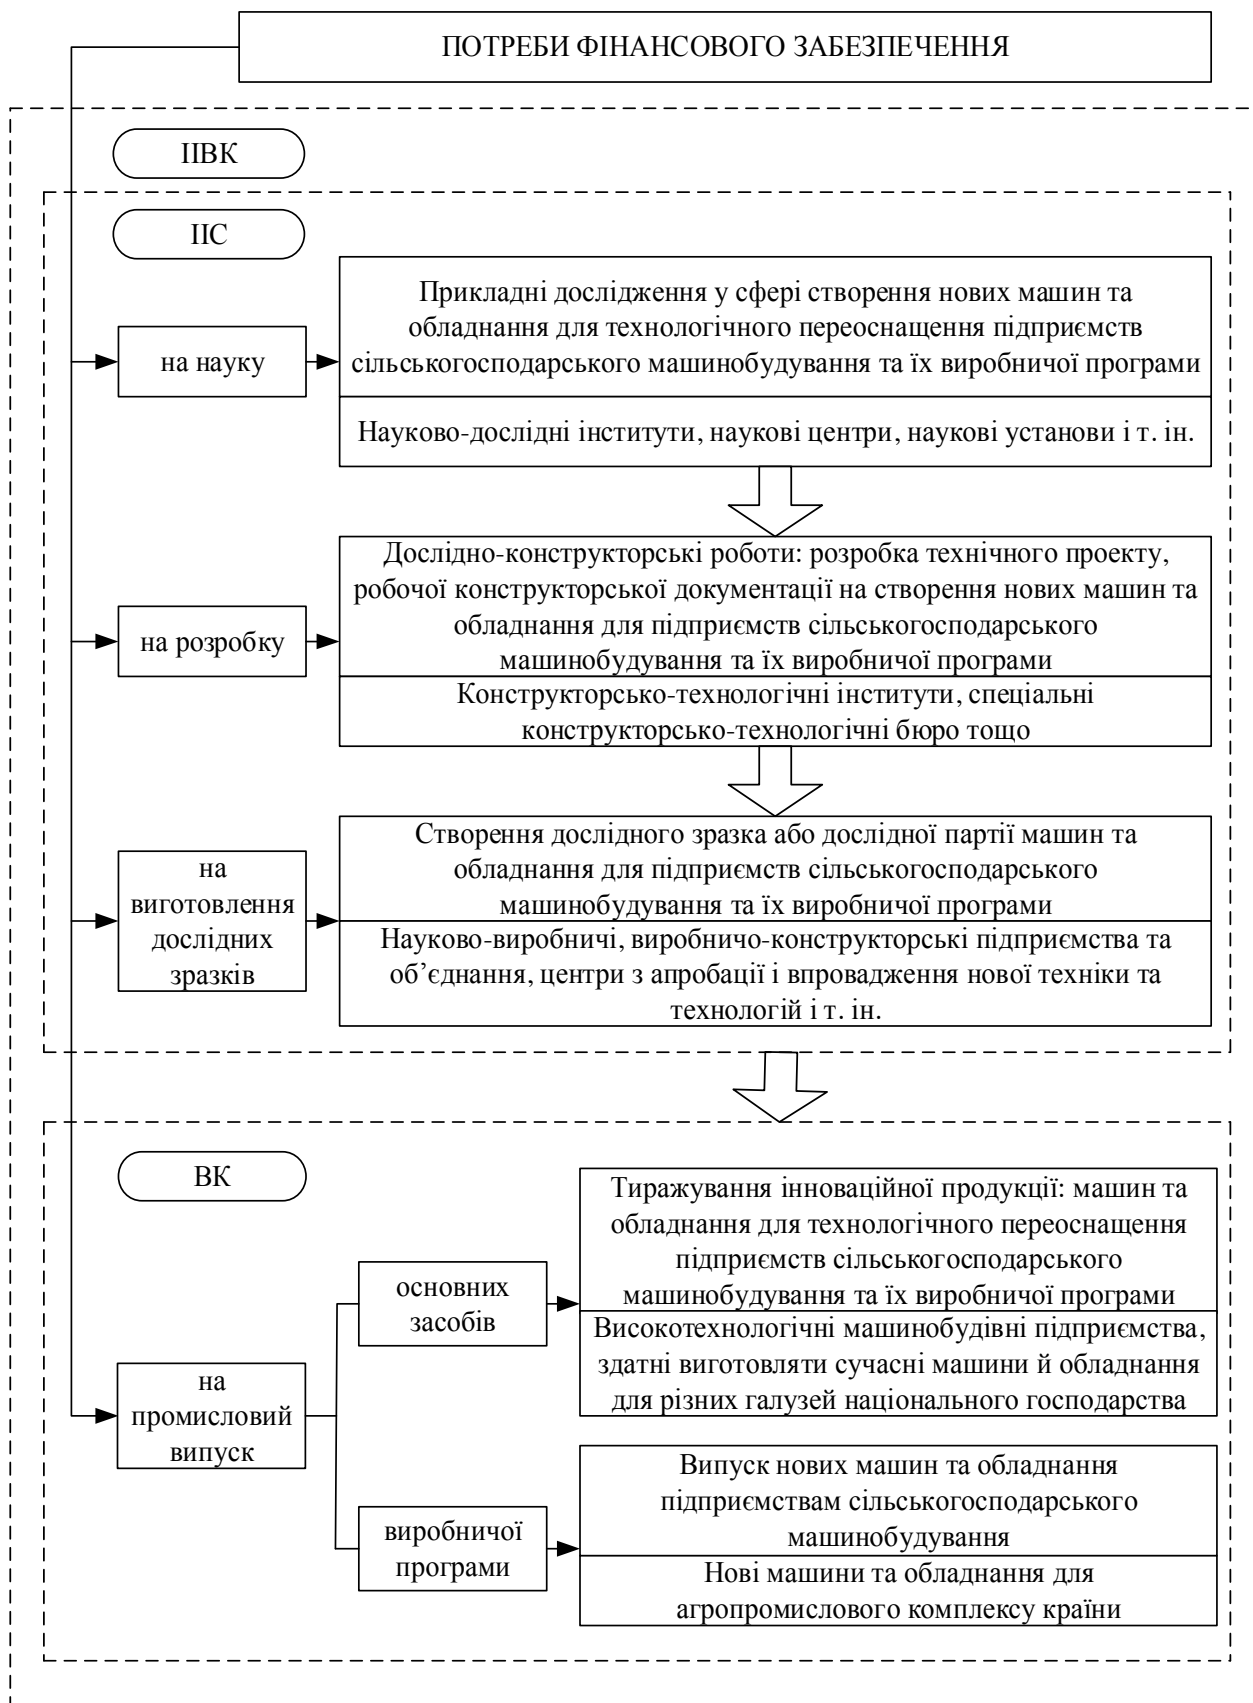 ПОТРЕБИ ФІНАНСОВОГО ЗАБЕЗПЕЧЕННЯ
ІІВК
ІІС
на науку
Прикладні дослідження у сфері створення нових машин та
обладнання для технологічного переоснащення підприємств
сільськогосподарського машинобудування та їх виробничої програми
Науково-дослідні інститути, наукові центри, наукові установи і т. ін.
на розробку
Дослідно-конструкторські роботи: розробка технічного проекту,
робочої конструкторської документації на створення нових машин та
обладнання для підприємств сільськогосподарського
машинобудування та їх виробничої програми
Конструкторсько-технологічні інститути, спеціальні
конструкторсько-технологічні бюро тощо
на
виготовлення
дослідних
зразків
Створення дослідного зразка або дослідної партії машин та
обладнання для підприємств сільськогосподарського
машинобудування та їх виробничої програми
Науково-виробничі, виробничо-конструкторські підприємства та
об’єднання, центри з апробації і впровадження нової техніки та
технологій і т. ін.
ВК
на
промисловий
випуск
основних
засобів
Тиражування інноваційної продукції: машин та
обладнання для технологічного переоснащення
підприємств сільськогосподарського
машинобудування та їх виробничої програми
Високотехнологічні машинобудівні підприємства,
здатні виготовляти сучасні машини й обладнання
для різних галузей національного господарства
виробничої
програми
Випуск нових машин та обладнання
підприємствам сільськогосподарського
машинобудування
Нові машини та обладнання для
агропромислового комплексу країни